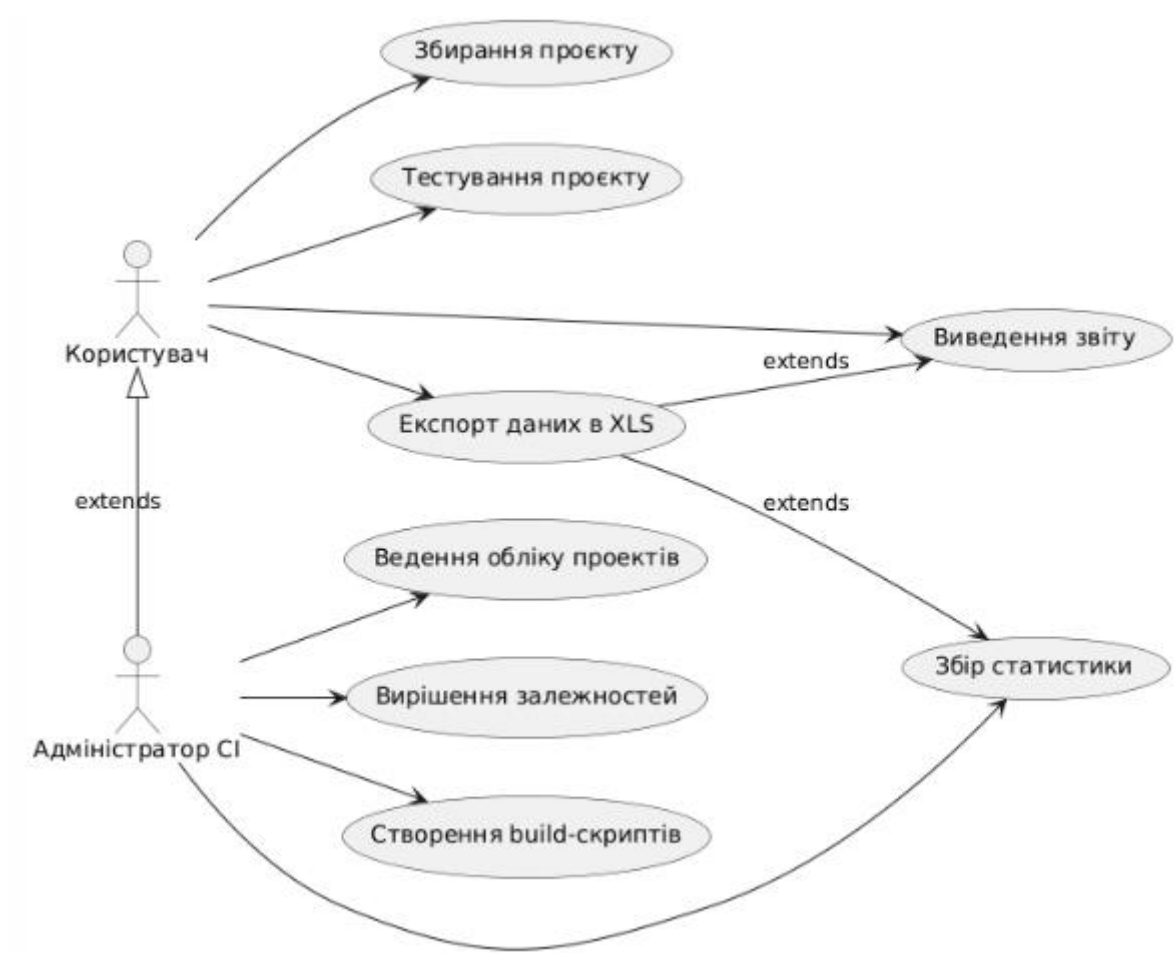 Збирання проєкту
Тестування проєкту
Користувач
Виведення звіту
extends
Експорт даних в XLS
extends
extends
Ведення обліку проектів
Збір статистики
Вирішення залежностей
Адміністратор CI
Створення build-скриптів